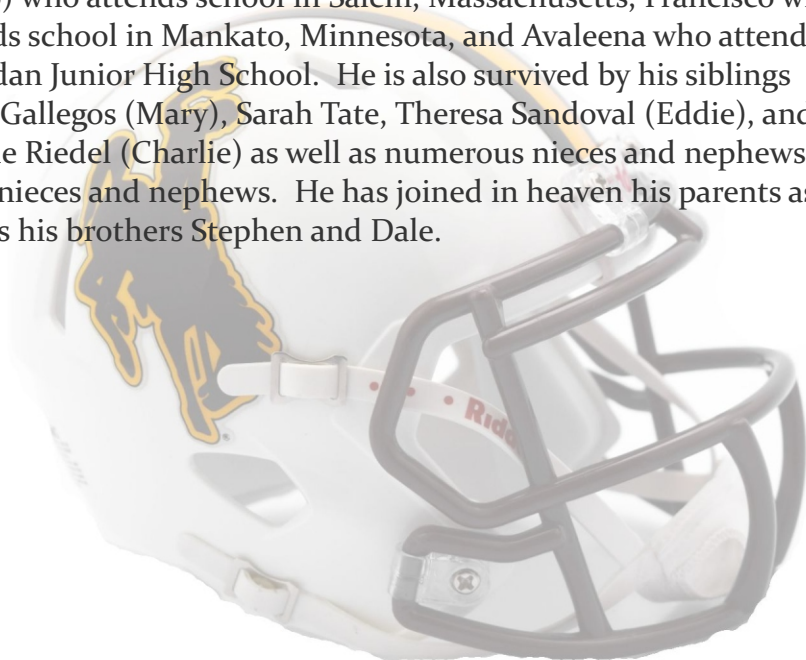 ) who attends school in Salem, Massachusetts, Francisco w
ds school in Mankato, Minnesota, and Avaleena who attend
dan Junior High School. He is also survived by his siblings
Gallegos (Mary), Sarah Tate, Theresa Sandoval (Eddie), and
e Riedel (Charlie) as well as numerous nieces and nephews
nieces and nephews. He has joined in heaven his parents as
s his brothers Stephen and Dale.
Ridd